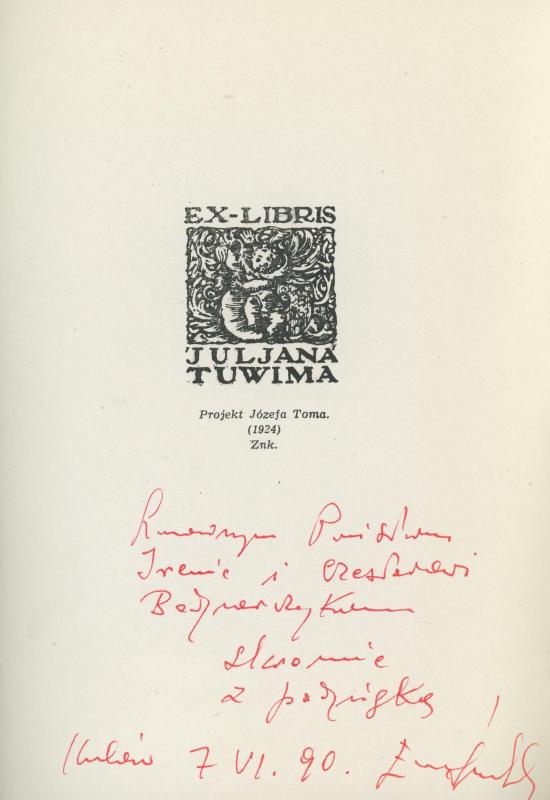 EX-LIBRIS
JULJANA
TUWIMA
Projekt Józefa Toma.
(1924)
Znk.
Państwu
Irenie i Czesławowi
Bednarczykom
skromnie
z podzięką
Kraków 7 VI. 90.